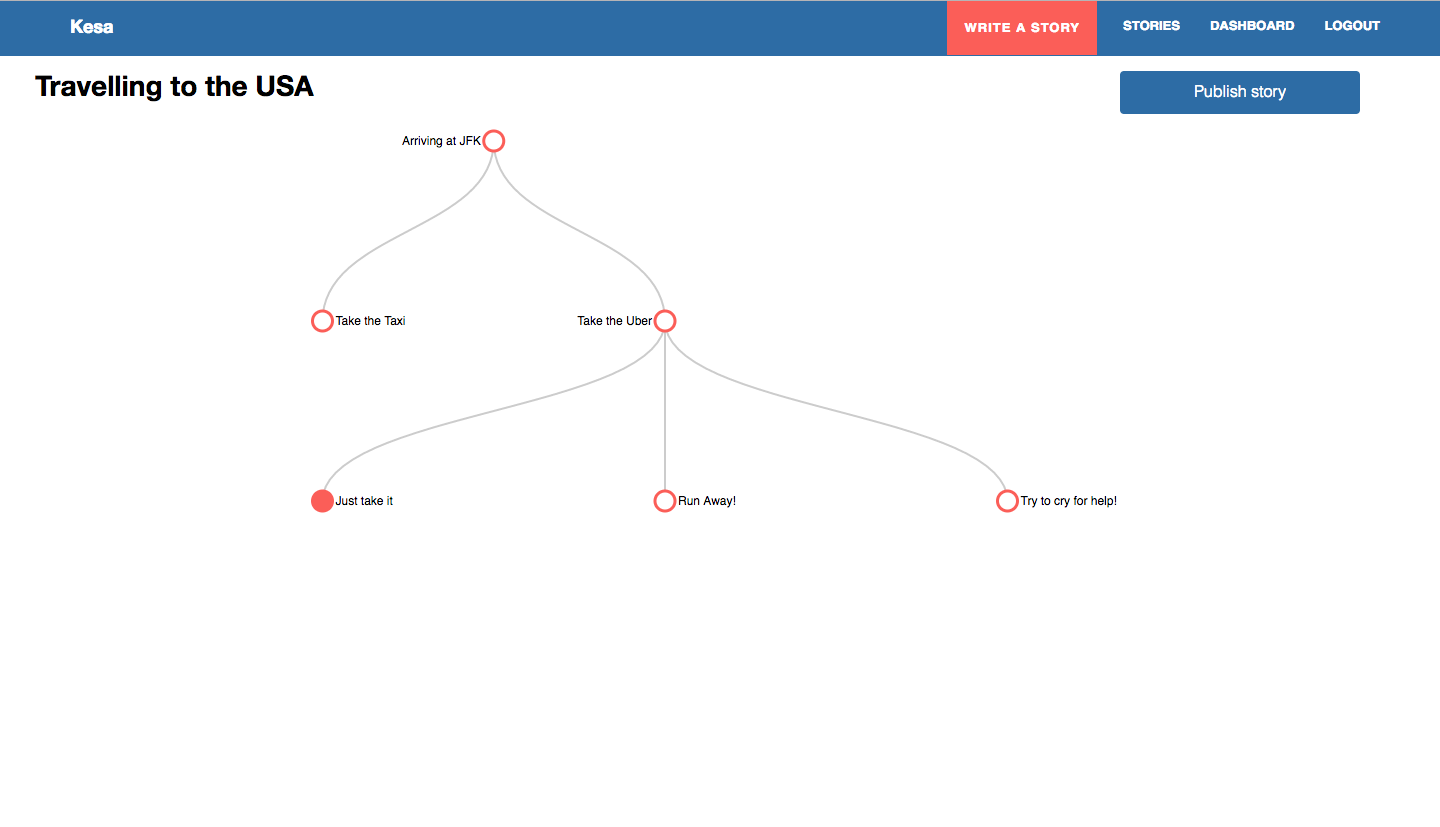 Kesa
WRITE A STORY
STORIES
DASHBOARD
LOGOUT
Travelling to the USA
Publish story
Arriving at JFK
Take the Taxi
Take the Uber
Just take it
Run Away!
Try to cry for help!